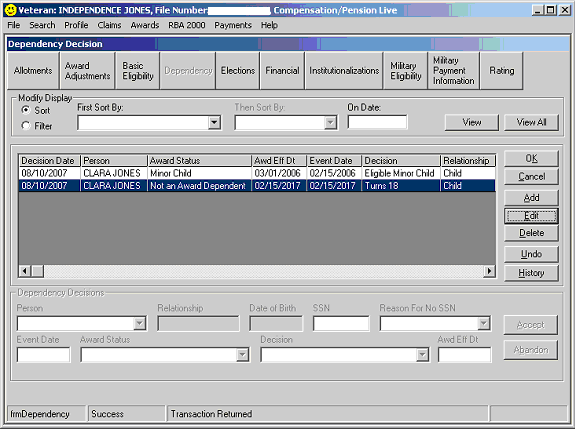 Veteran: INDEPENDENCE JONES, File Number: Compensation/Pension Live
File Search Profile Claims Awards RBA 2000 Payments Help
Dependency Decision
Allotments Award Adjustments Basic Eligibility Dependency Elections Financial Institutionalizations Military Eligibility Military Payment Information Rating
Modify Display
Sort First Sort By: Then Sort By: On Date:
Filter View View All
Decision Date Person Award Status Awd Eff Dt Event Date Decision Relationship
08/10/2007 CLARA JONES Minor Child 03/01/2006 02/15/2006 Eligible Minor Child Child
08/10/2007 CLARA JONES Not an Award Dependent 02/15/2017 02/15/2017 Turns 18 Child
OK
Cancel
Add
Edit
Delete
Undo
History
Dependency Decisions
Person Relationship Date of Birth SSN Reason For No SSN
Accept
Event Date Award Status Decision Awd Eff Dt
Abandon
frmDependency Success Transaction Returned